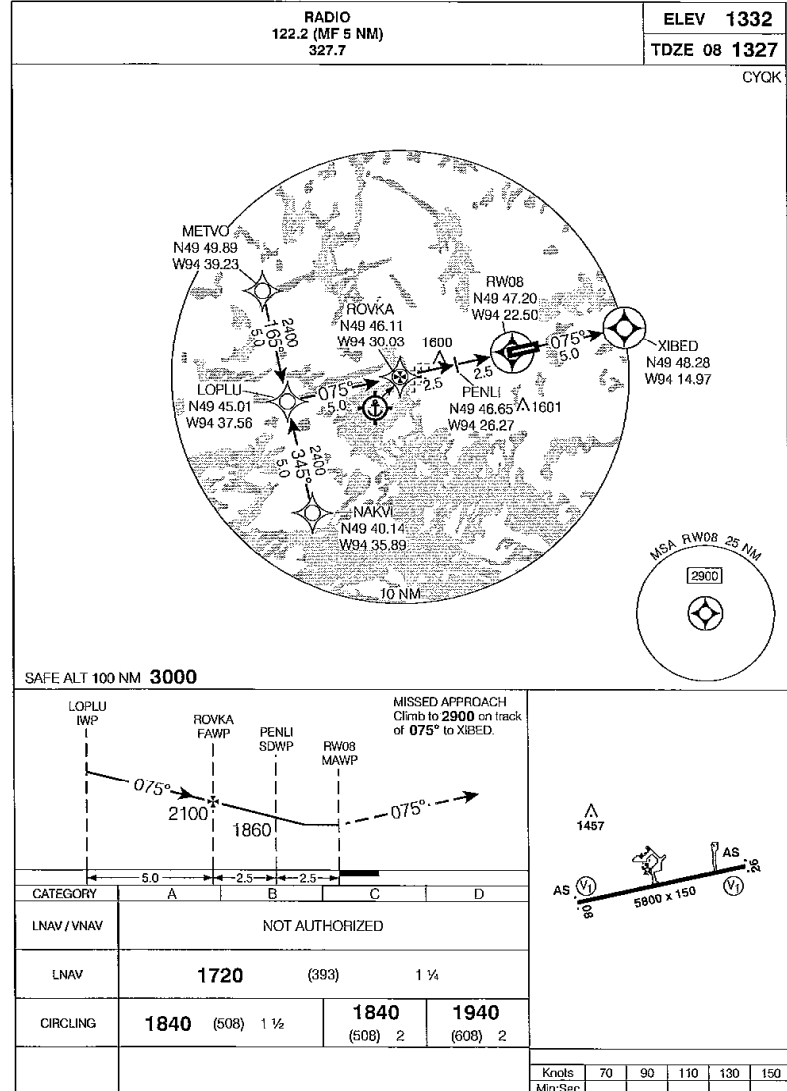 RADIO
122.2 (MF 5 NM)
327.7
ELEV 1332
TDZE 08 1327
CYQK
METVO
N49 49.89
W94 39.23
2400
165°
5.0
ROVKA
N49 46.11
W94 30.03
1600
RW08
N49 47.20
W94 22.50
075°
5.0
XIBED
N49 48.28
W94 14.97
LOPLU
N49 45.01
W94 37.56
075°
5.0
2.5
2.5
PENLI
N49 46.65
W94 26.27
1601
2400
345°
5.0
NAKVL
N49 40.14
W94 35.89
10 NM
MSA RW08 25 NM
2900
SAFE ALT 100 NM 3000
LOPLU
IWP
ROVKA
FAWP
PENLI
SDWP
RW08
MAWP
MISSED APPROACH
Climb to 2900 on track
of 075° to XIBED.
075°
2100
1860
075°
5.0
2.5
2.5
1457
AS V1
08
5800 x 150
AS
26
V1
CATEGORY A B C D
LNAV / VNAV NOT AUTHORIZED
LNAV 1720 (393) 1 ¼
CIRCLING 1840 (508) 1 ½ 1840 (508) 2 1940 (608) 2
Knots 70 90 110 130 150
Min:Sec